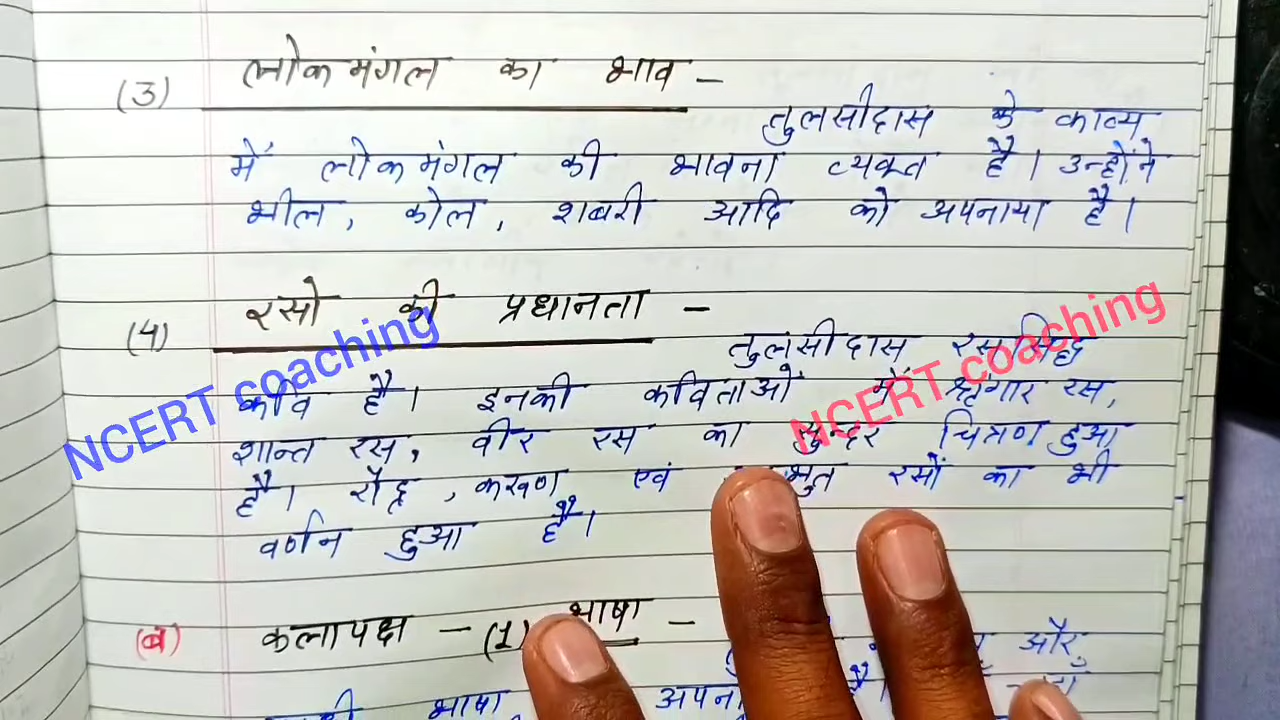 (3) लोकमंगल का भाव -
तुलसीदास के काव्य
में लोकमंगल की भावना व्यक्त है। उन्होंने
भील, कोल, शबरी आदि को अपनाया है।
(4) रसो की प्रधानता -
तुलसीदास रससिद्ध
कवि है। इनकी कविताओं में श्रृंगार रस,
शान्त रस, वीर रस का सुन्दर चित्रण हुआ
है। रौद्र, करुण एवं रसों का भी
वर्णन हुआ है।
(ब) कलापक्ष - (1) भाषा -
और
भाषा है।
NCERT coaching
NCERT coaching